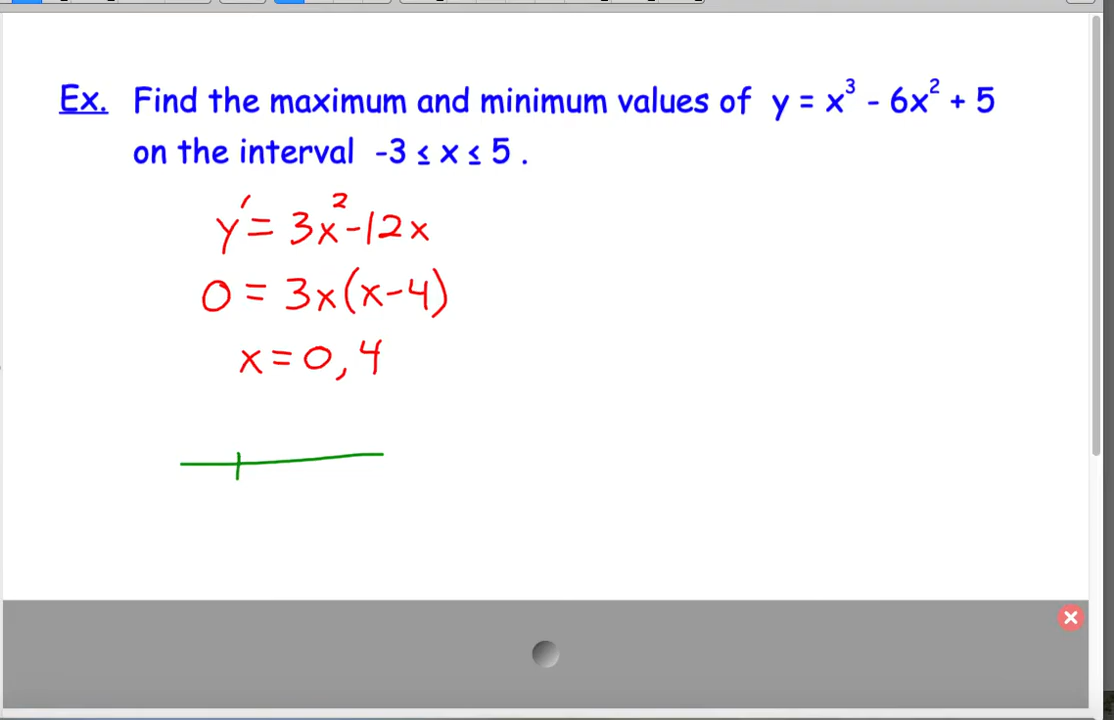 Ex. Find the maximum and minimum values of y = x³ - 6x² + 5
on the interval -3 ≤ x ≤ 5 .
y' = 3x² - 12x
0 = 3x(x-4)
x = 0, 4